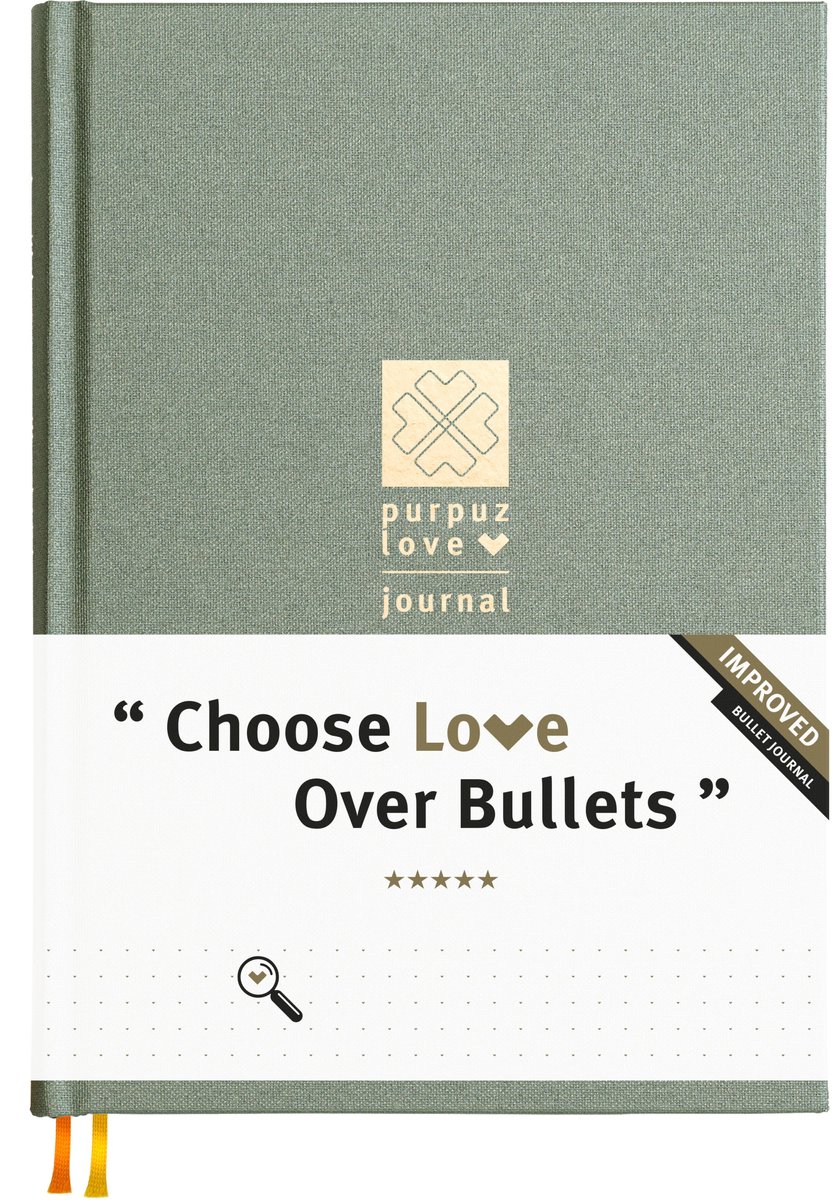 purpuz
love
journal
IMPROVED
BULLET JOURNAL
“ Choose Love
Over Bullets ”